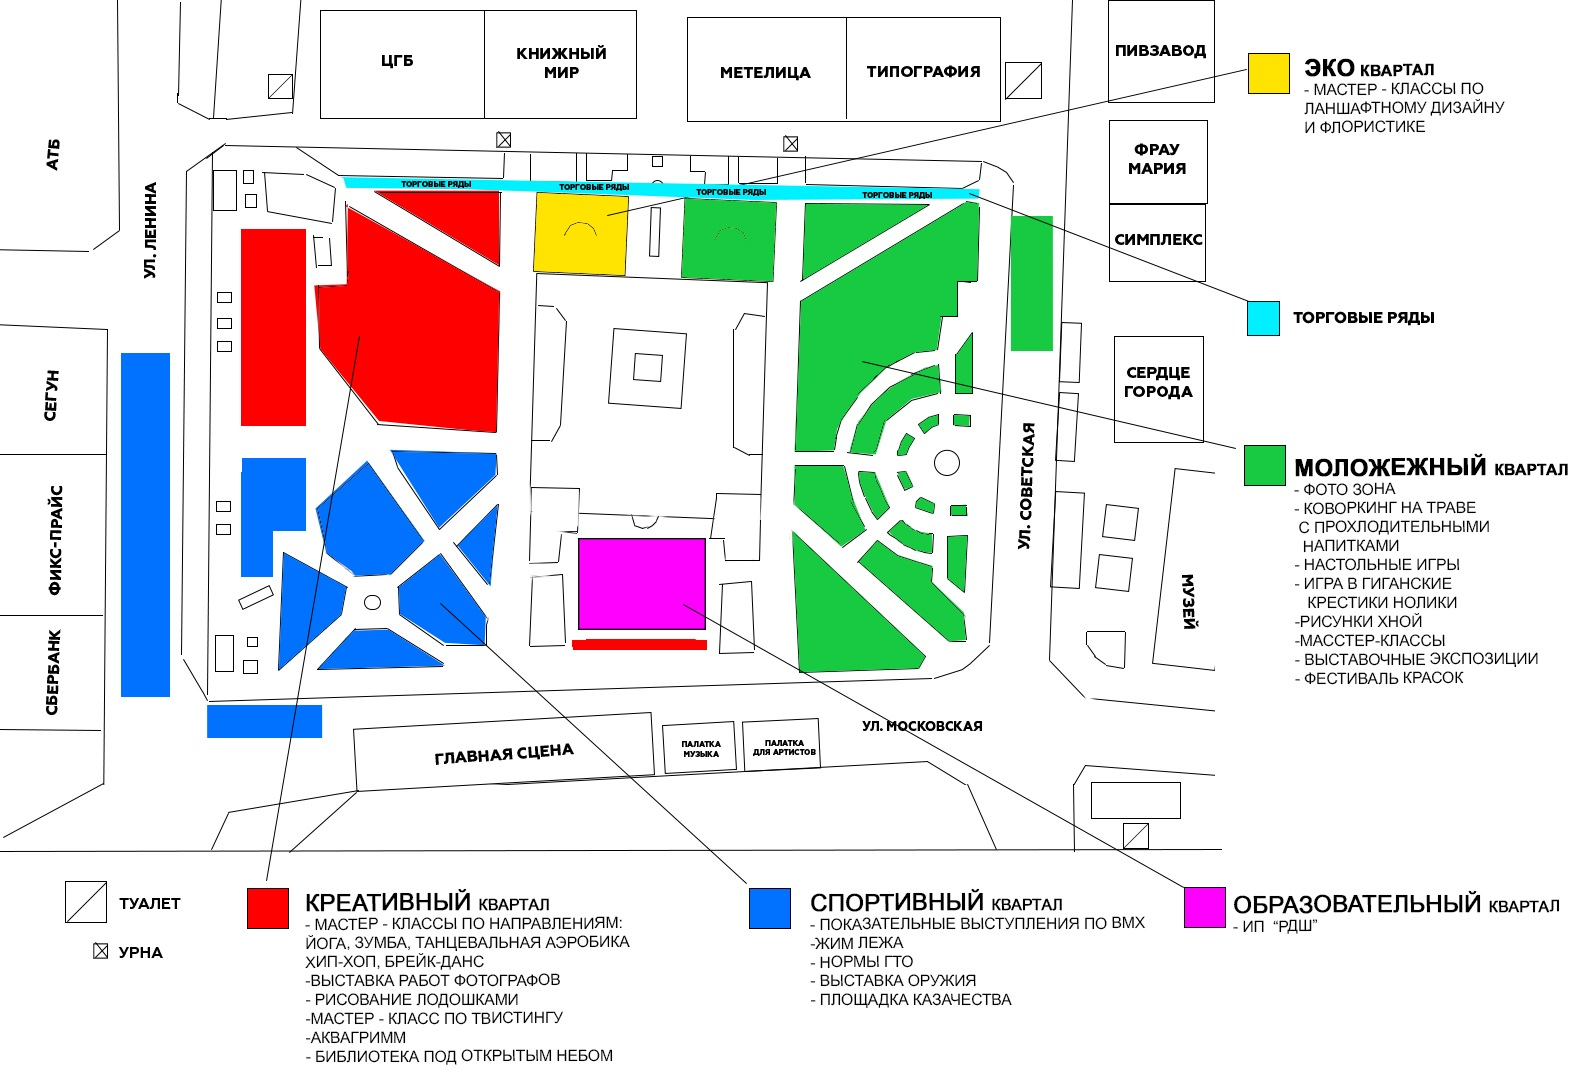 ЦГБ
КНИЖНЫЙ
МИР
МЕТЕЛИЦА
ТИПОГРАФИЯ
ПИВЗАВОД
ФРАУ
МАРИЯ
СИМПЛЕКС
СЕРДЦЕ
ГОРОДА
МУЗЕЙ
АТБ
УЛ. ЛЕНИНА
СЕГУН
ФИКС-ПРАЙС
СБЕРБАНК
ТОРГОВЫЕ РЯДЫ
ТОРГОВЫЕ РЯДЫ
ТОРГОВЫЕ РЯДЫ
ТОРГОВЫЕ РЯДЫ
УЛ. СОВЕТСКАЯ
УЛ. МОСКОВСКАЯ
ГЛАВНАЯ СЦЕНА
ПАЛАТКА
МУЗЫКА
ПАЛАТКА
ДЛЯ АРТИСТОВ
ЭКО КВАРТАЛ
- МАСТЕР - КЛАССЫ ПО
ЛАНШАФТНОМУ ДИЗАЙНУ
И ФЛОРИСТИКЕ
ТОРГОВЫЕ РЯДЫ
МОЛОЖЕЖНЫЙ КВАРТАЛ
- ФОТО ЗОНА
- КОВОРКИНГ НА ТРАВЕ
С ПРОХЛОДИТЕЛЬНЫМИ
НАПИТКАМИ
- НАСТОЛЬНЫЕ ИГРЫ
- ИГРА В ГИГАНСКИЕ
КРЕСТИКИ НОЛИКИ
-РИСУНКИ ХНОЙ
-МАССТЕР-КЛАССЫ
- ВЫСТАВОЧНЫЕ ЭКСПОЗИЦИИ
- ФЕСТИВАЛЬ КРАСОК
ТУАЛЕТ
УРНА
КРЕАТИВНЫЙ КВАРТАЛ
- МАСТЕР - КЛАССЫ ПО НАПРАВЛЕНИЯМ:
ЙОГА, ЗУМБА, ТАНЦЕВАЛЬНАЯ АЭРОБИКА
ХИП-ХОП, БРЕЙК-ДАНС
-ВЫСТАВКА РАБОТ ФОТОГРАФОВ
- РИСОВАНИЕ ЛОДОШКАМИ
-МАСТЕР - КЛАСС ПО ТВИСТИНГУ
-АКВАГРИММ
- БИБЛИОТЕКА ПОД ОТКРЫТЫМ НЕБОМ
СПОРТИВНЫЙ КВАРТАЛ
- ПОКАЗАТЕЛЬНЫЕ ВЫСТУПЛЕНИЯ ПО ВМХ
-ЖИМ ЛЕЖА
- НОРМЫ ГТО
- ВЫСТАВКА ОРУЖИЯ
- ПЛОЩАДКА КАЗАЧЕСТВА
ОБРАЗОВАТЕЛЬНЫЙ КВАРТАЛ
- ИП "РДШ"